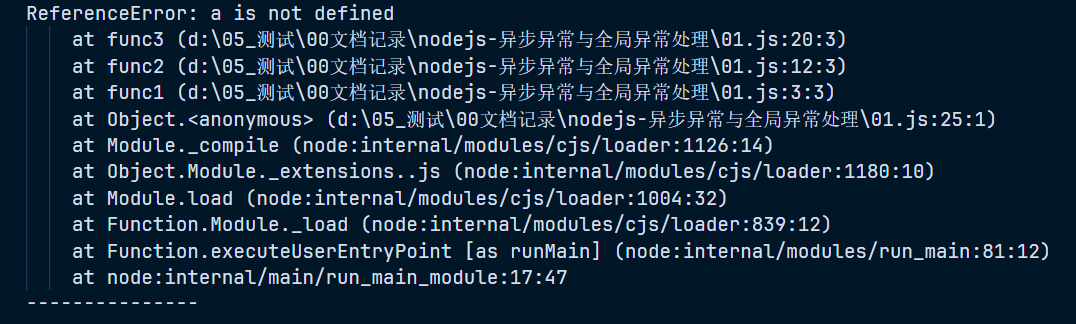 ReferenceError: a is not defined
at func3 (d:\05_测试\00文档记录\nodejs-异步异常与全局异常处理\01.js:20:3)
at func2 (d:\05_测试\00文档记录\nodejs-异步异常与全局异常处理\01.js:12:3)
at func1 (d:\05_测试\00文档记录\nodejs-异步异常与全局异常处理\01.js:3:3)
at Object.<anonymous> (d:\05_测试\00文档记录\nodejs-异步异常与全局异常处理\01.js:25:1)
at Module._compile (node:internal/modules/cjs/loader:1126:14)
at Object.Module._extensions..js (node:internal/modules/cjs/loader:1180:10)
at Module.load (node:internal/modules/cjs/loader:1004:32)
at Function.Module._load (node:internal/modules/cjs/loader:839:12)
at Function.executeUserEntryPoint [as runMain] (node:internal/modules/run_main:81:12)
at node:internal/main/run_main_module:17:47
---------------